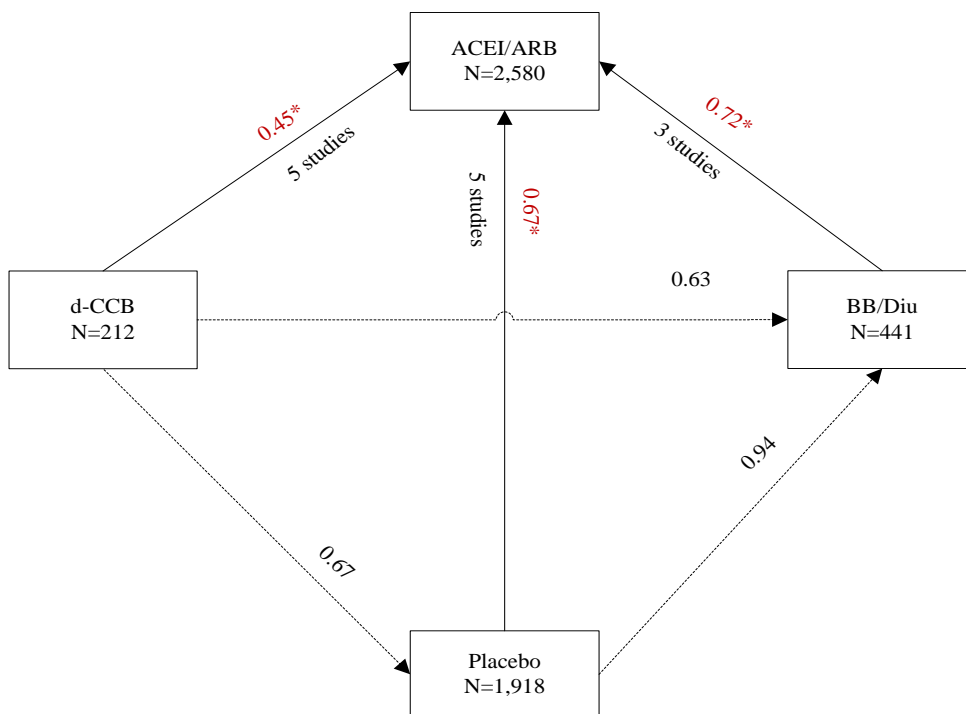 ACEI/ARB
N=2,580
0.45*
5 studies
0.72*
3 studies
5 studies
0.67*
d-CCB
N=212
0.63
BB/Diu
N=441
0.67
0.94
Placebo
N=1,918